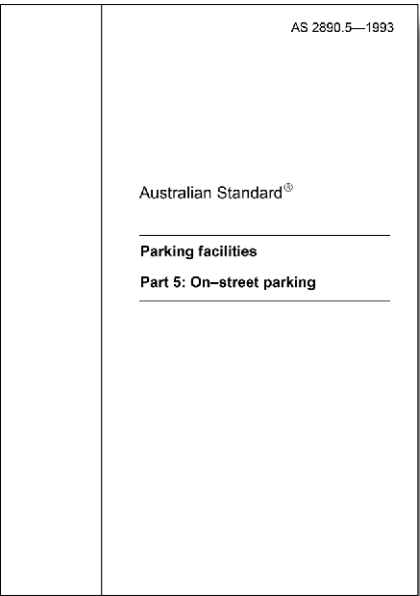 AS 2890.5—1993
Australian Standard®
Parking facilities
Part 5: On–street parking